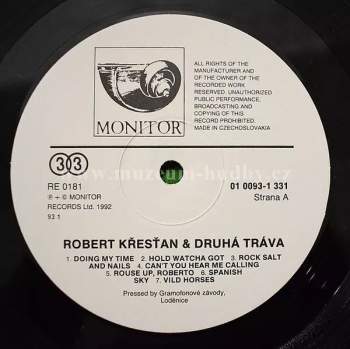 ALL RIGHTS OF THE
MANUFACTURER AND
OF THE OWNER OF THE
RECORDED WORK
RESERVED. UNAUTHORIZED
PUBLIC PERFORMANCE,
BROADCASTING AND
COPYING OF THIS
RECORD PROHIBITED.
MADE IN CZECHOSLOVAKIA
MONITOR
33
RE 0181
℗ + © MONITOR
RECORDS Ltd. 1992
93 1
01 0093-1 331
Strana A
www.muzeum-hudby.cz
ROBERT KŘESŤAN & DRUHÁ TRÁVA
1. DOING MY TIME 2. HOLD WATCHA GOT 3. ROCK SALT
AND NAILS 4. CAN'T YOU HEAR ME CALLING
5. ROUSE UP, ROBERTO 6. SPANISH
SKY 7. VILD HORSES
Pressed by Gramofonové závody,
Loděnice